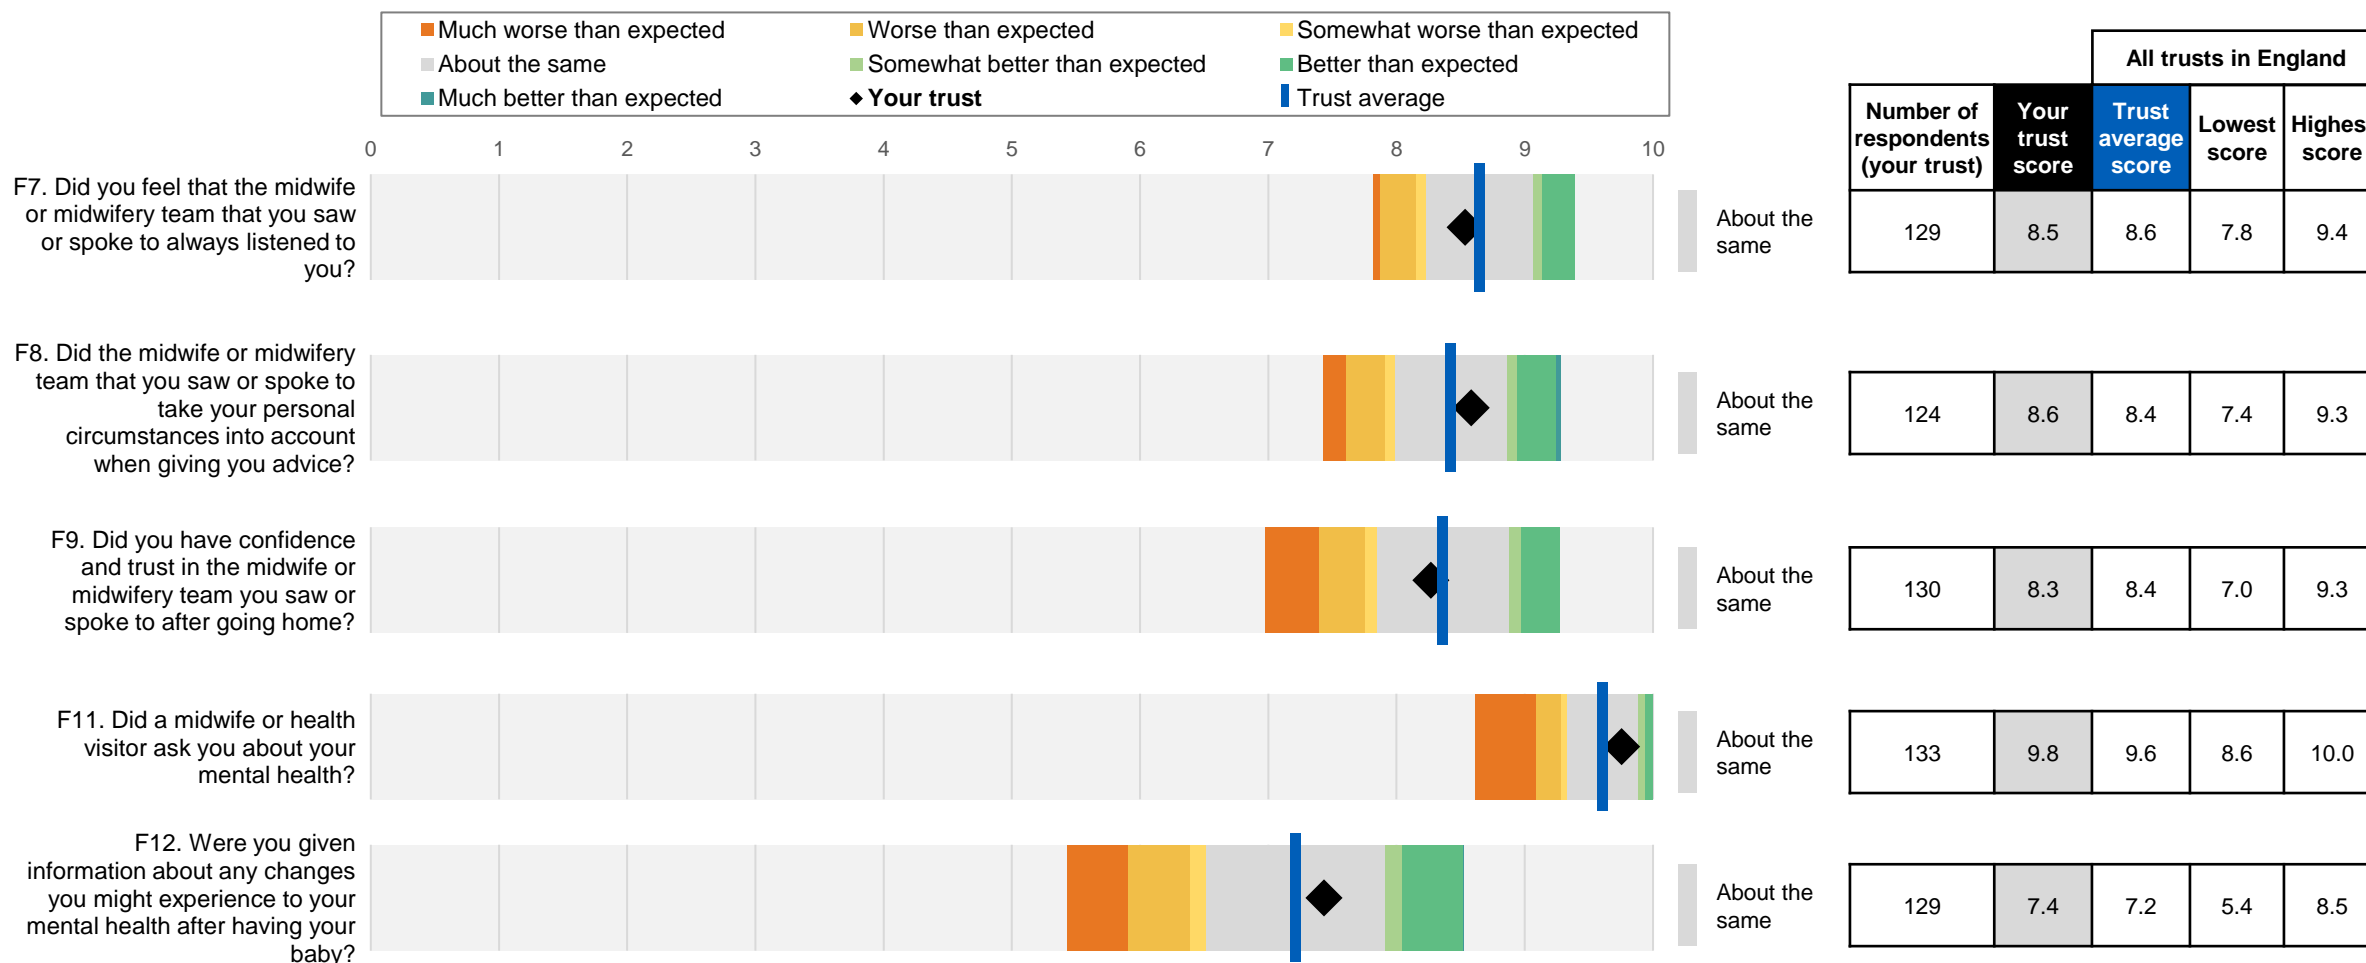 Much worse than expected
Worse than expected
Somewhat worse than expected
About the same
Somewhat better than expected
Better than expected
Much better than expected
Your trust
Trust average
All trusts in England
Number of respondents (your trust)
Your trust score
Trust average score
Lowest score
Highes score
0 1 2 3 4 5 6 7 8 9 10
F7. Did you feel that the midwife
or midwifery team that you saw
or spoke to always listened to
you?
About the
same
129 8.5 8.6 7.8 9.4
F8. Did the midwife or midwifery
team that you saw or spoke to
take your personal
circumstances into account
when giving you advice?
About the
same
124 8.6 8.4 7.4 9.3
F9. Did you have confidence
and trust in the midwife or
midwifery team you saw or
spoke to after going home?
About the
same
130 8.3 8.4 7.0 9.3
F11. Did a midwife or health
visitor ask you about your
mental health?
About the
same
133 9.8 9.6 8.6 10.0
F12. Were you given
information about any changes
you might experience to your
mental health after having your
baby?
About the
same
129 7.4 7.2 5.4 8.5